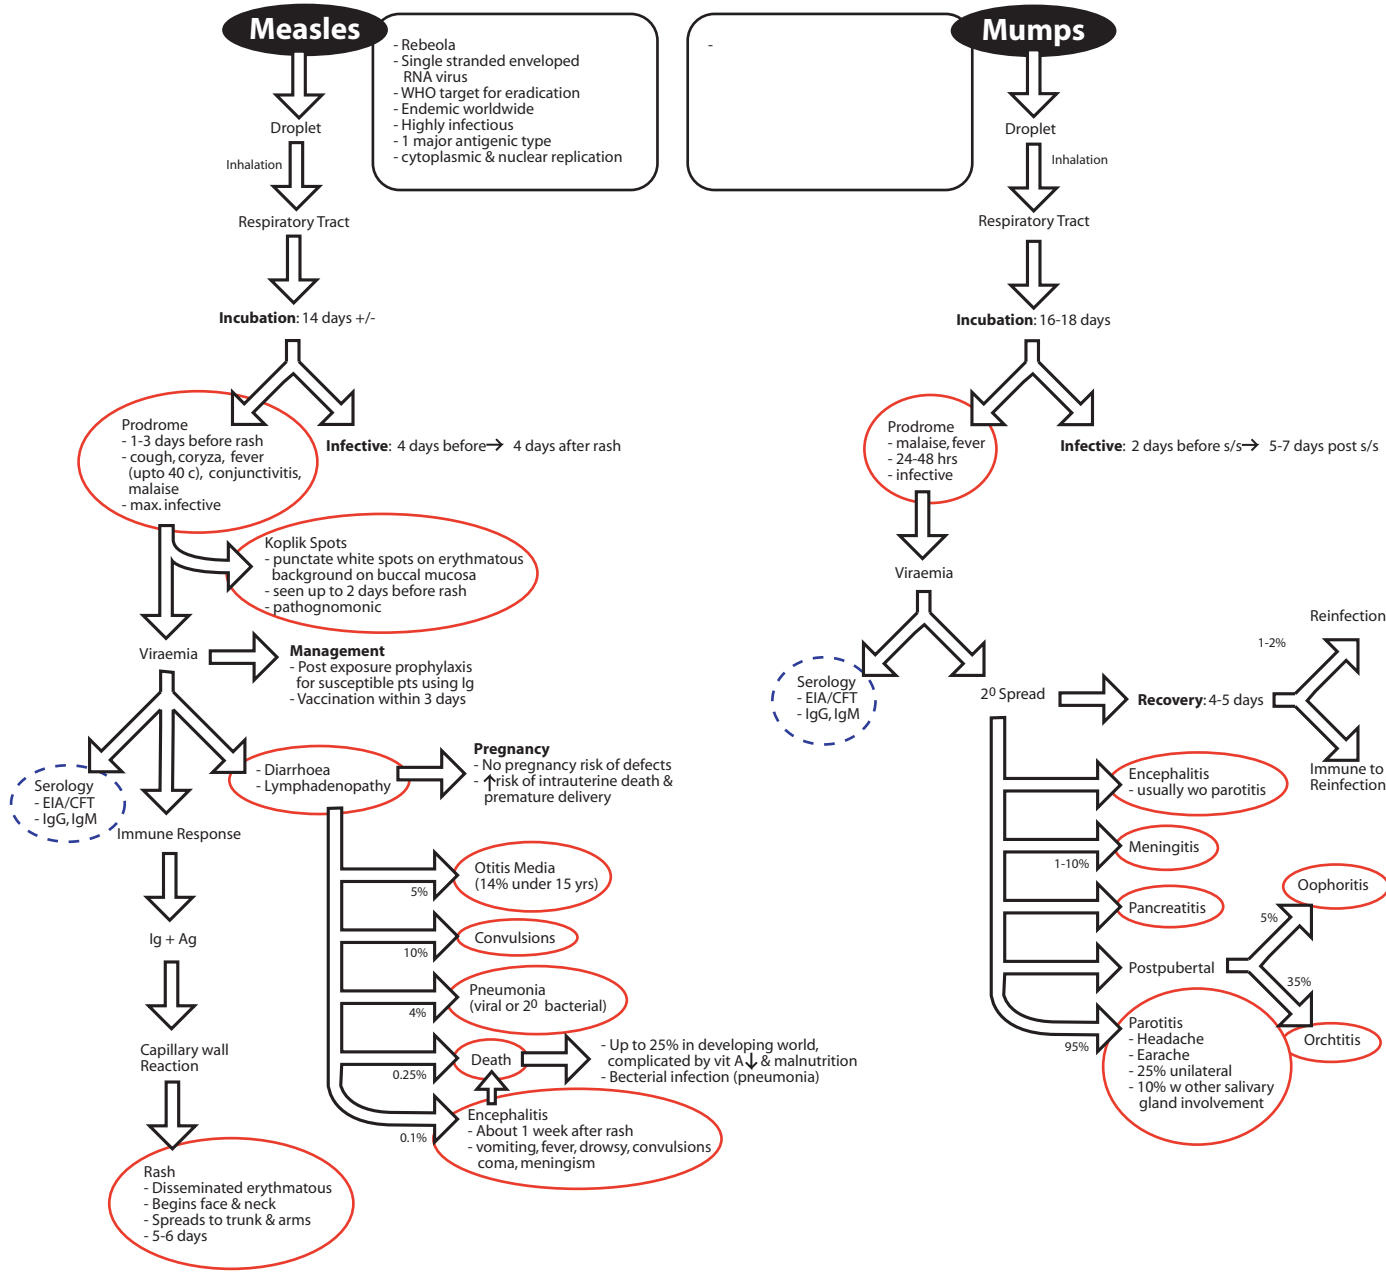 Measles
- Rebeola
- Single stranded enveloped
RNA virus
- WHO target for eradication
- Endemic worldwide
- Highly infectious
- 1 major antigenic type
- cytoplasmic & nuclear replication
Droplet
Inhalation
Respiratory Tract
Incubation: 14 days +/-
Prodrome
- 1-3 days before rash
- cough, coryza, fever
(upto 40 c), conjunctivitis,
malaise
- max. infective
Infective: 4 days before→ 4 days after rash
Koplik Spots
- punctate white spots on erythmatous
background on buccal mucosa
- seen up to 2 days before rash
- pathognomonic
Viraemia
Management
- Post exposure prophylaxis
for susceptible pts using Ig
- Vaccination within 3 days
Serology
- EIA/CFT
- IgG, IgM
- Diarrhoea
- Lymphadenopathy
Pregnancy
- No pregnancy risk of defects
- ↑risk of intrauterine death &
premature delivery
Immune Response
Ig + Ag
Capillary wall
Reaction
Rash
- Disseminated erythmatous
- Begins face & neck
- Spreads to trunk & arms
- 5-6 days
5%
Otitis Media
(14% under 15 yrs)
10%
Convulsions
4%
Pneumonia
(viral or 2⁰ bacterial)
0.25%
Death
- Up to 25% in developing world,
complicated by vit A↓& malnutrition
- Becterial infection (pneumonia)
0.1%
Encephalitis
- About 1 week after rash
- vomiting, fever, drowsy, convulsions
coma, meningism
Mumps
-
Droplet
Inhalation
Respiratory Tract
Incubation: 16-18 days
Prodrome
- malaise, fever
- 24-48 hrs
- infective
Infective: 2 days before s/s→ 5-7 days post s/s
Viraemia
Serology
- EIA/CFT
- IgG, IgM
2⁰ Spread
Recovery: 4-5 days
1-2%
Reinfection
Immune to
Reinfection
Encephalitis
- usually wo parotitis
1-10%
Meningitis
Pancreatitis
Postpubertal
5%
Oophoritis
35%
Orchtitis
95%
Parotitis
- Headache
- Earache
- 25% unilateral
- 10% w other salivary
gland involvement